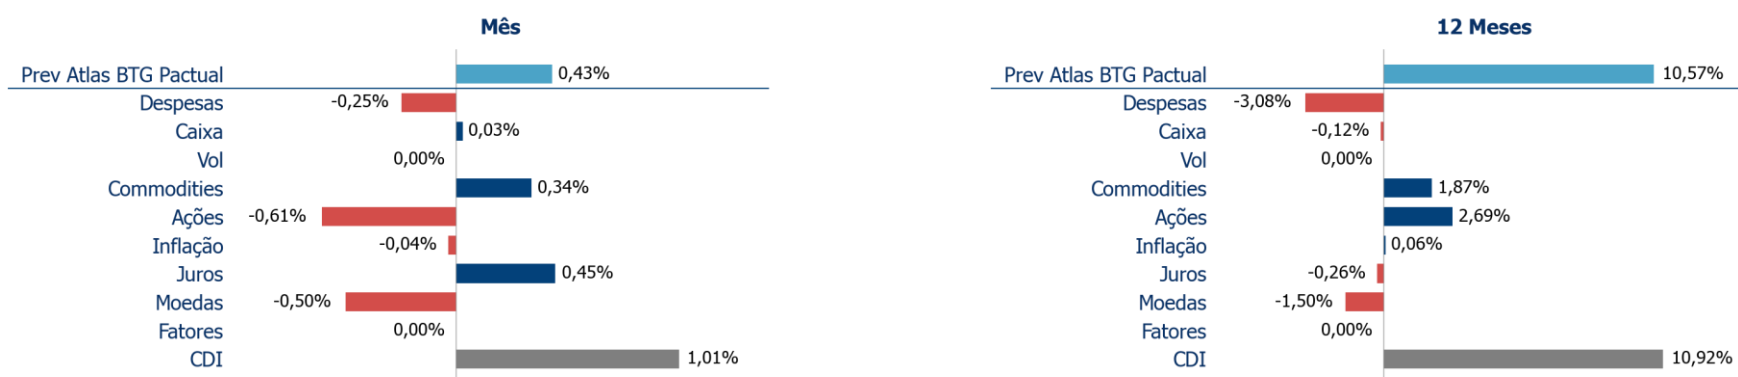 Mês
Prev Atlas BTG Pactual 0,43%
Despesas -0,25%
Caixa 0,03%
Vol 0,00%
Commodities 0,34%
Ações -0,61%
Inflação -0,04%
Juros 0,45%
Moedas -0,50%
Fatores 0,00%
CDI 1,01%
12 Meses
Prev Atlas BTG Pactual 10,57%
Despesas -3,08%
Caixa -0,12%
Vol 0,00%
Commodities 1,87%
Ações 2,69%
Inflação 0,06%
Juros -0,26%
Moedas -1,50%
Fatores 0,00%
CDI 10,92%